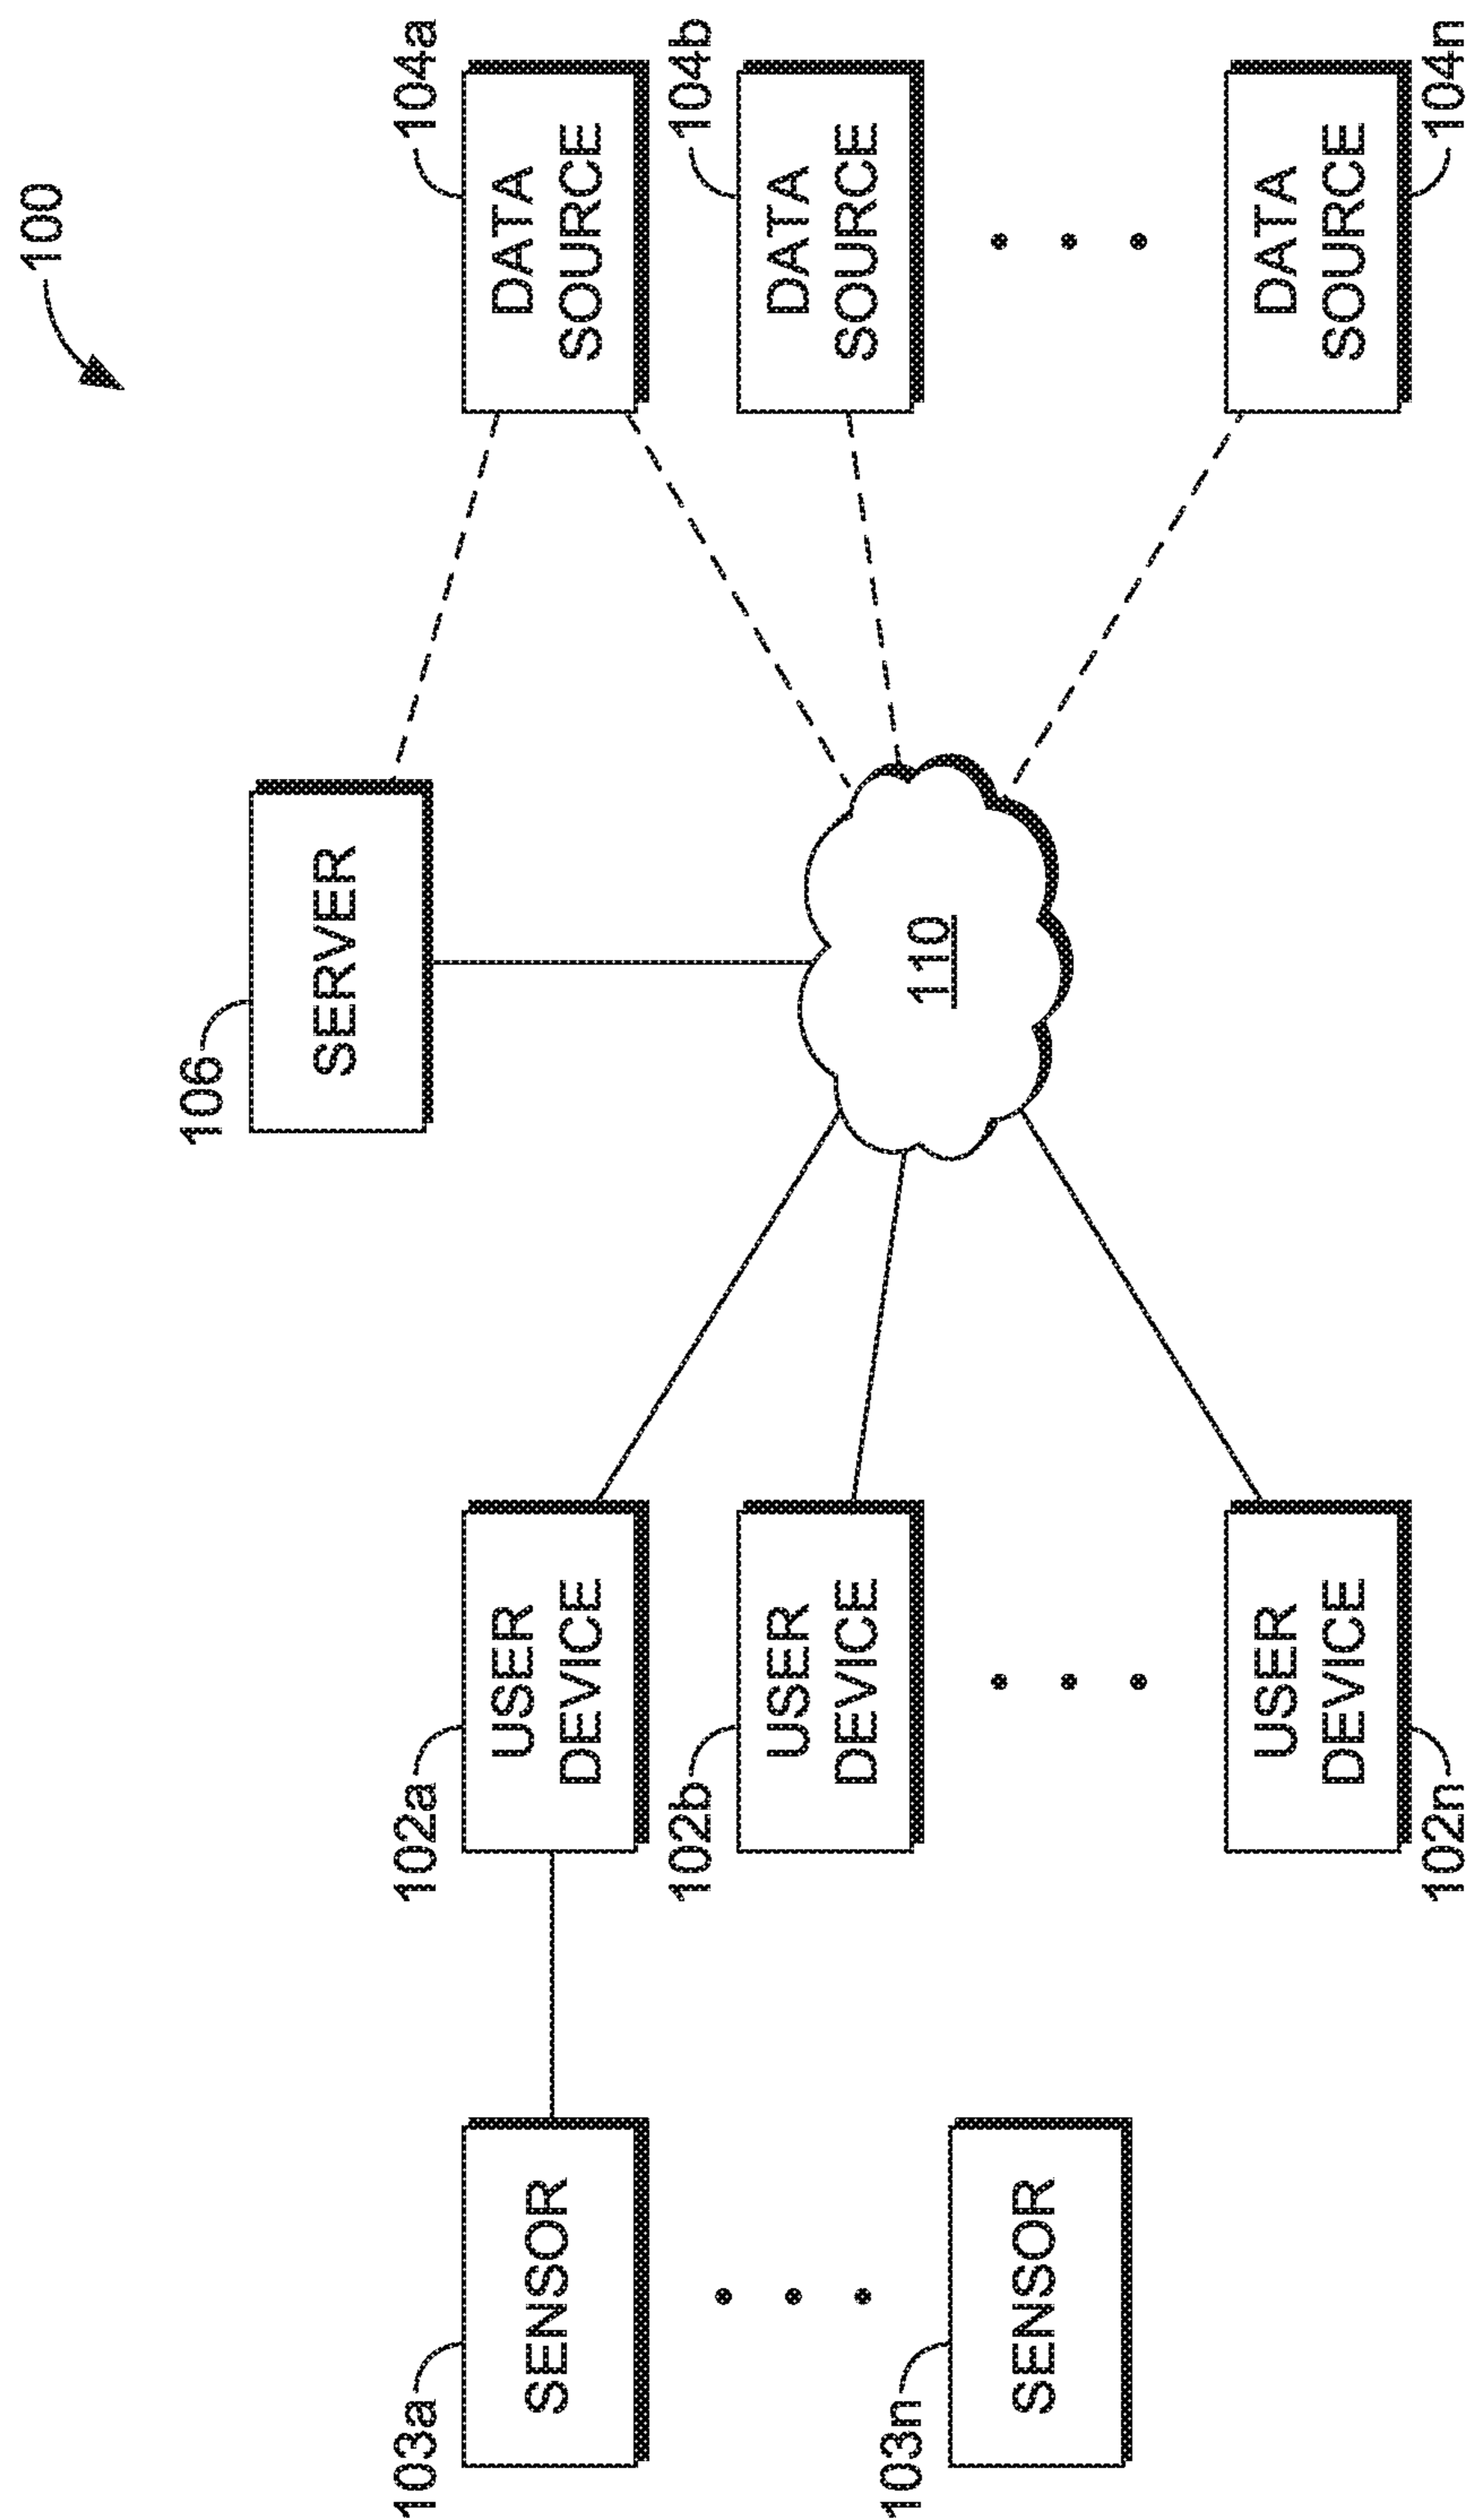 100
106
SERVER
103a
SENSOR
102a
USER
DEVICE
104a
DATA
SOURCE
102b
USER
DEVICE
104b
DATA
SOURCE
110
103n
SENSOR
USER
DEVICE
102n
DATA
SOURCE
104n